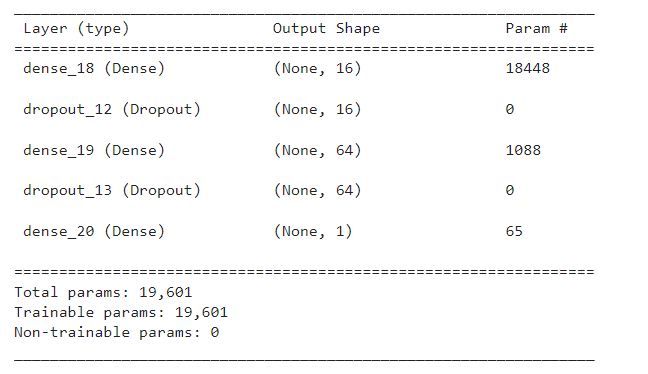 _________________________________________________________________
Layer (type)                 Output Shape              Param #
=================================================================
dense_18 (Dense)             (None, 16)                18448
dropout_12 (Dropout)         (None, 16)                0
dense_19 (Dense)             (None, 64)                1088
dropout_13 (Dropout)         (None, 64)                0
dense_20 (Dense)             (None, 1)                 65
=================================================================
Total params: 19,601
Trainable params: 19,601
Non-trainable params: 0
_________________________________________________________________